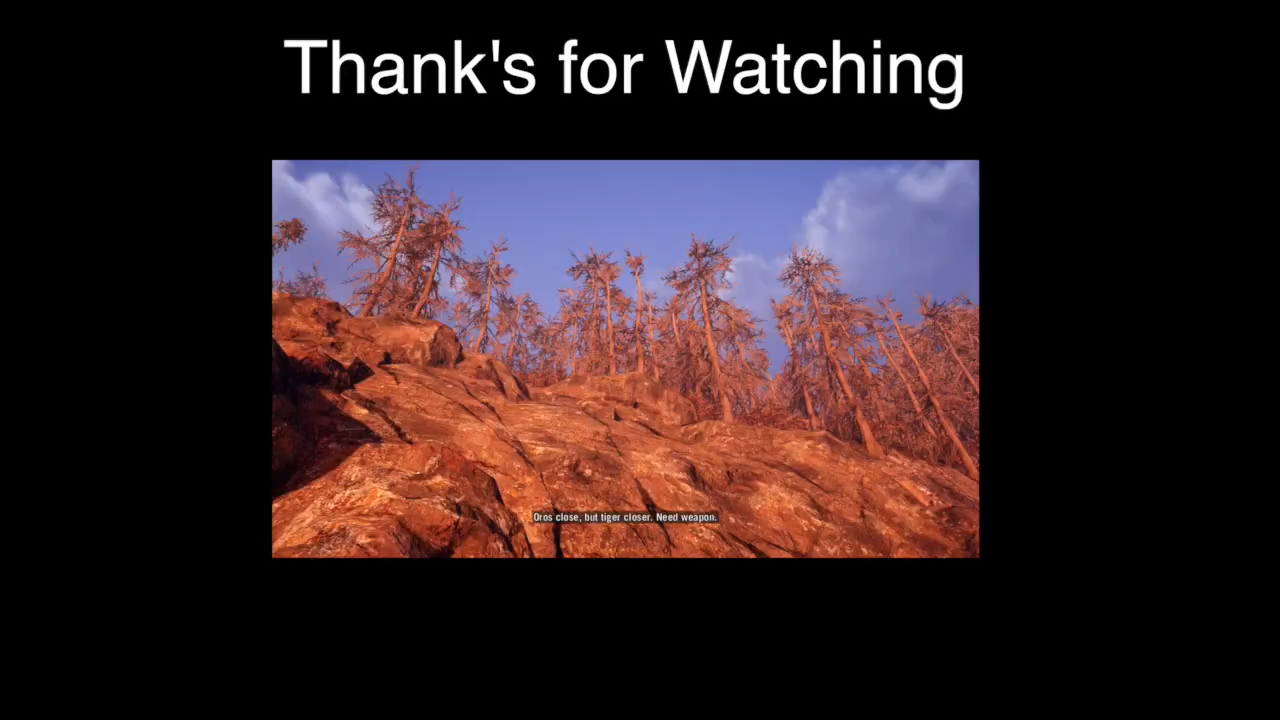 Thank's for Watching
Oros close, but tiger closer. Need weapon.